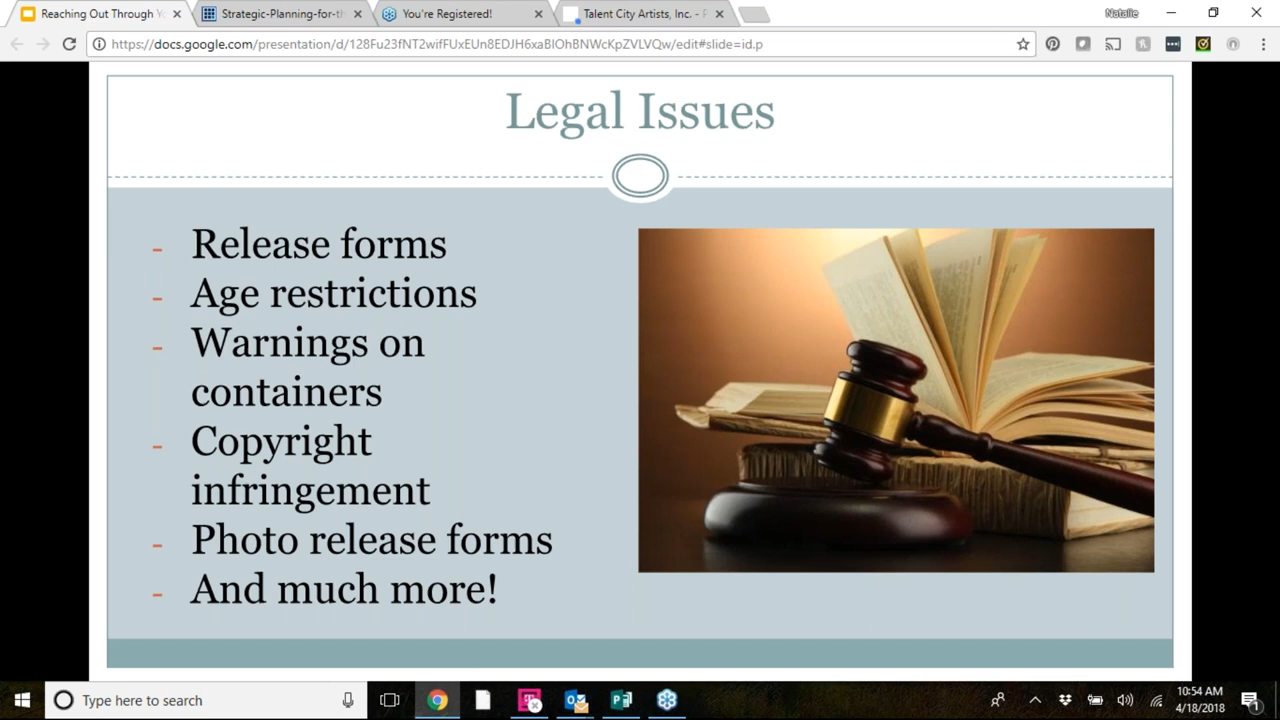 Reaching Out Through Y
Strategic-Planning-for-th
You're Registered!
Talent City Artists, Inc. - F
Natalie
https://docs.google.com/presentation/d/128Fu23fNT2wifFUxEUn8EDJH6xaBIOhBNWcKpZVLVQw/edit#slide=id.p
Legal Issues
- Release forms
- Age restrictions
- Warnings on
containers
- Copyright
infringement
- Photo release forms
- And much more!
Type here to search
10:54 AM
4/18/2018